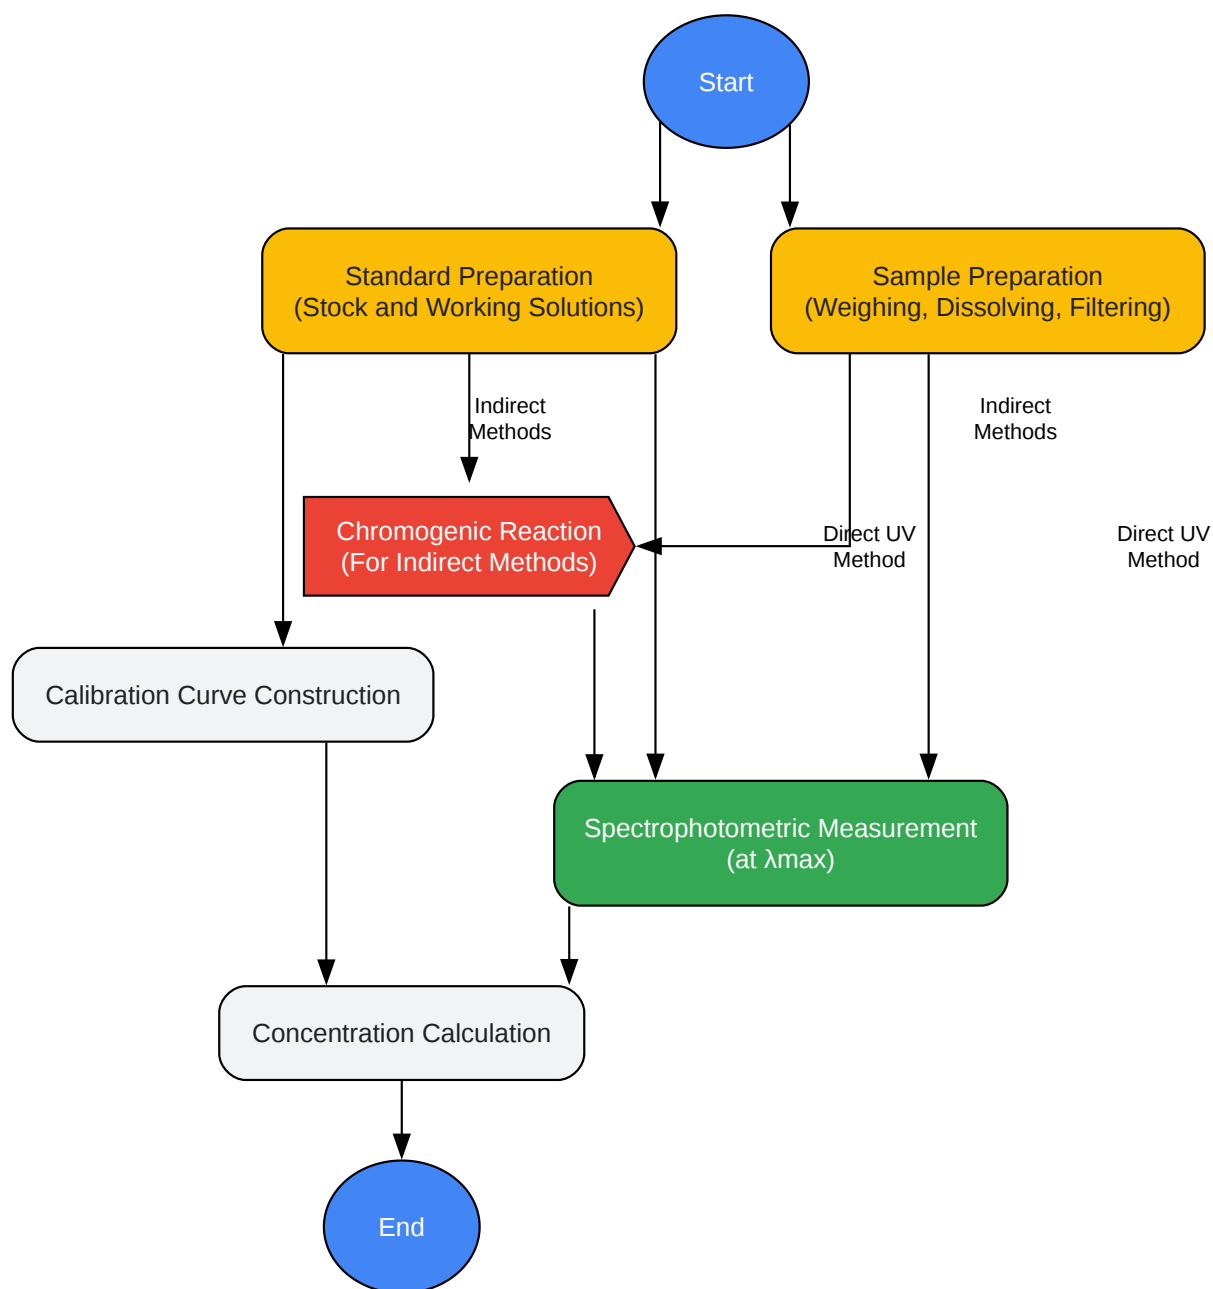 Start
Standard Preparation
(Stock and Working Solutions)
Sample Preparation
(Weighing, Dissolving, Filtering)
Indirect
Methods
Indirect
Methods
Chromogenic Reaction
(For Indirect Methods)
Direct UV
Method
Direct UV
Method
Calibration Curve Construction
Spectrophotometric Measurement
(at λmax)
Concentration Calculation
End